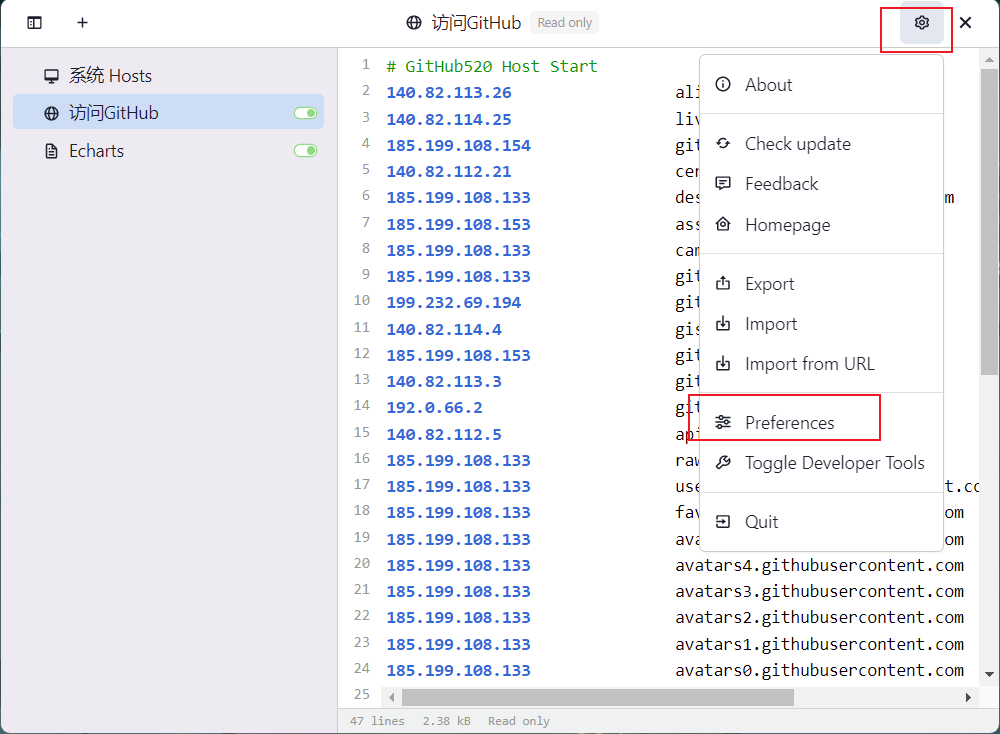 访问GitHub Read only
系统 Hosts
访问GitHub
Echarts
1 # GitHub520 Host Start
2 140.82.113.26 ali
3 140.82.114.25 liv
4 185.199.108.154 git
5 140.82.112.21 cen
6 185.199.108.133 des m
7 185.199.108.153 ass
8 185.199.108.133 cam
9 185.199.108.133 git
10 199.232.69.194 git
11 140.82.114.4 gis
12 185.199.108.153 git
13 140.82.113.3 git
14 192.0.66.2 git
15 140.82.112.5 api
16 185.199.108.133 raw
17 185.199.108.133 use t.co
18 185.199.108.133 fav om
19 185.199.108.133 ava om
20 185.199.108.133 avatars4.githubusercontent.com
21 185.199.108.133 avatars3.githubusercontent.com
22 185.199.108.133 avatars2.githubusercontent.com
23 185.199.108.133 avatars1.githubusercontent.com
24 185.199.108.133 avatars0.githubusercontent.com
25
About
Check update
Feedback
Homepage
Export
Import
Import from URL
Preferences
Toggle Developer Tools
Quit
47 lines 2.38 kB Read only